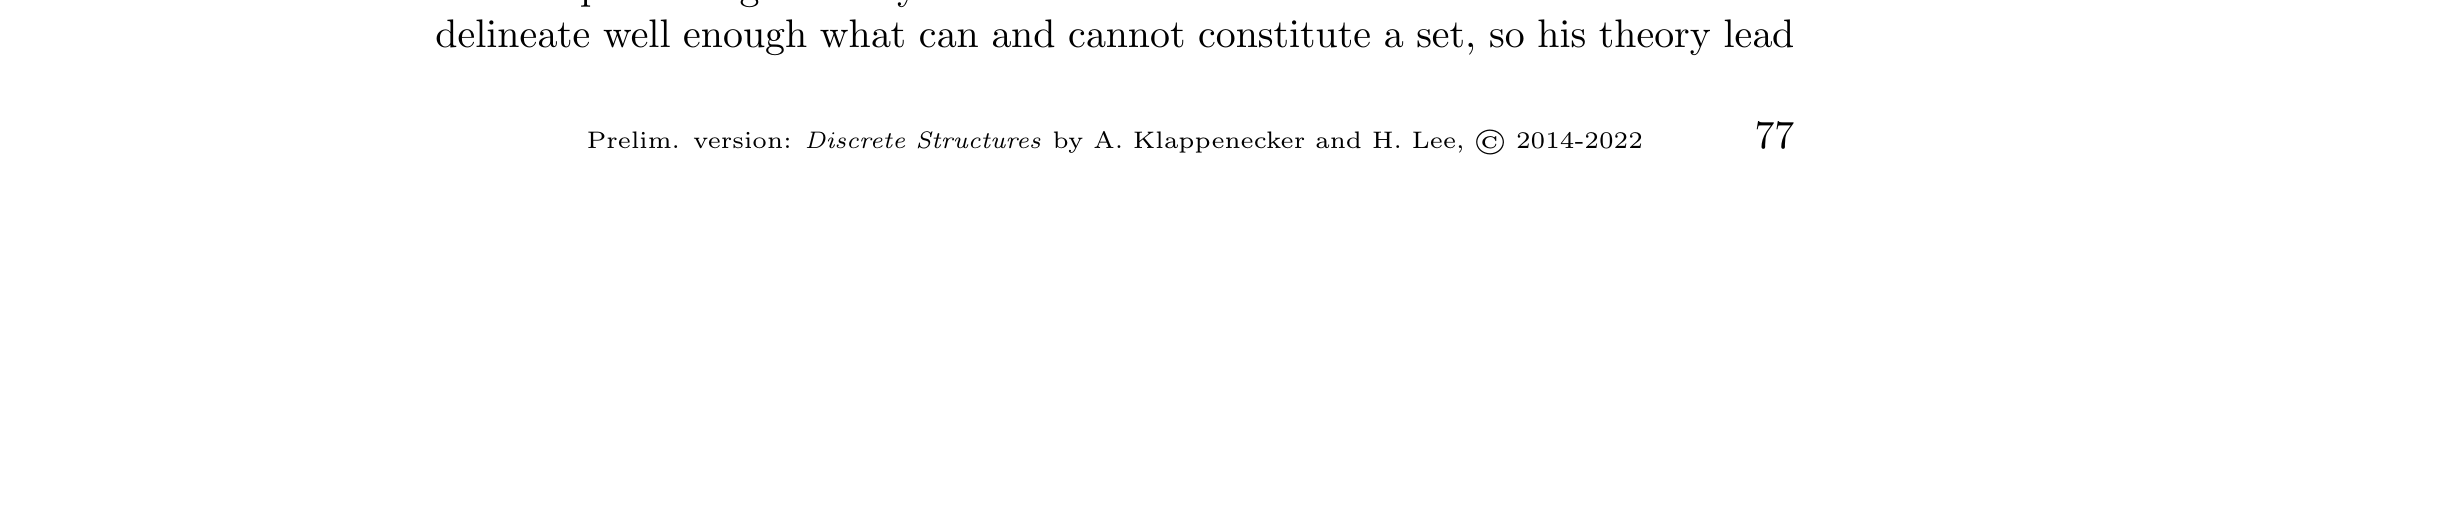 delineate well enough what can and cannot constitute a set, so his theory lead
Prelim. version: Discrete Structures by A. Klappenecker and H. Lee, © 2014-2022 77